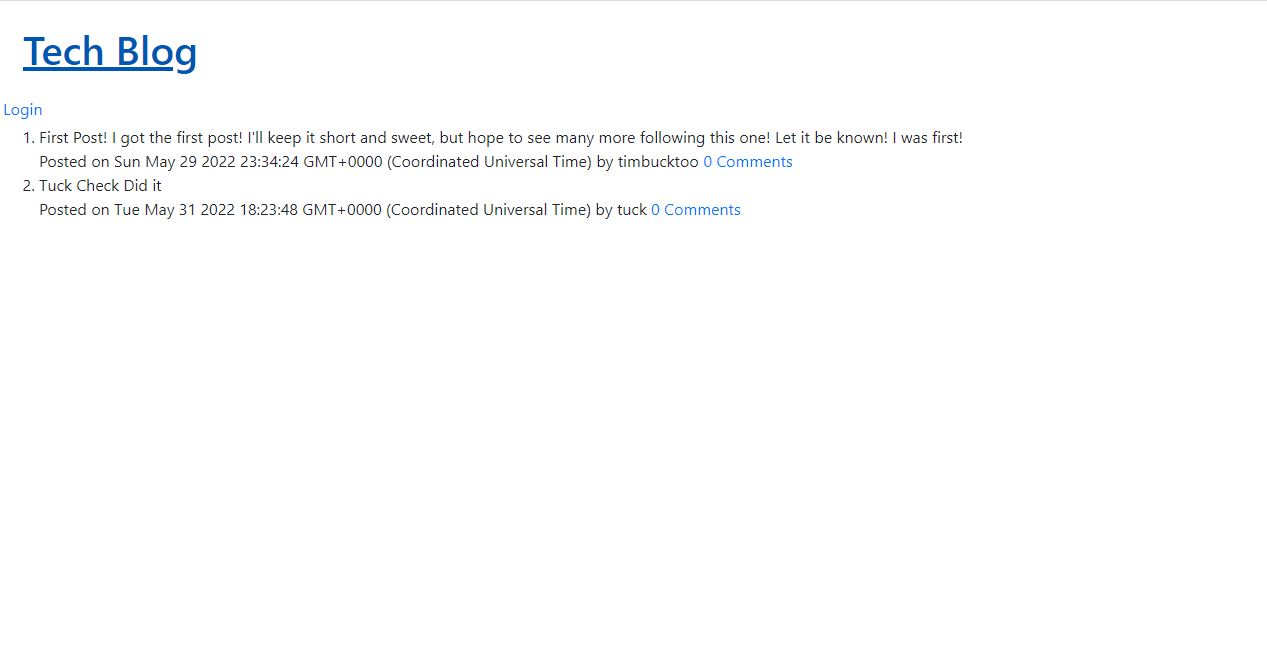 Tech Blog
Login
1. First Post! I got the first post! I'll keep it short and sweet, but hope to see many more following this one! Let it be known! I was first!
Posted on Sun May 29 2022 23:34:24 GMT+0000 (Coordinated Universal Time) by timbucktoo 0 Comments
2. Tuck Check Did it
Posted on Tue May 31 2022 18:23:48 GMT+0000 (Coordinated Universal Time) by tuck 0 Comments